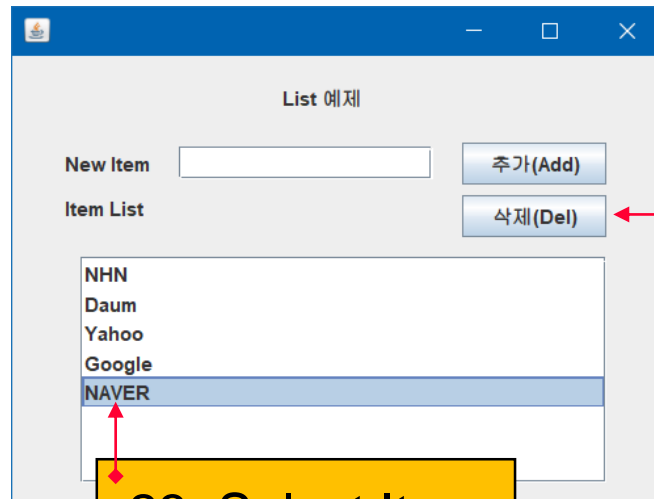 List 예제
New Item
추가(Add)
Item List
삭제(Del)
NHN
Daum
Yahoo
Google
NAVER